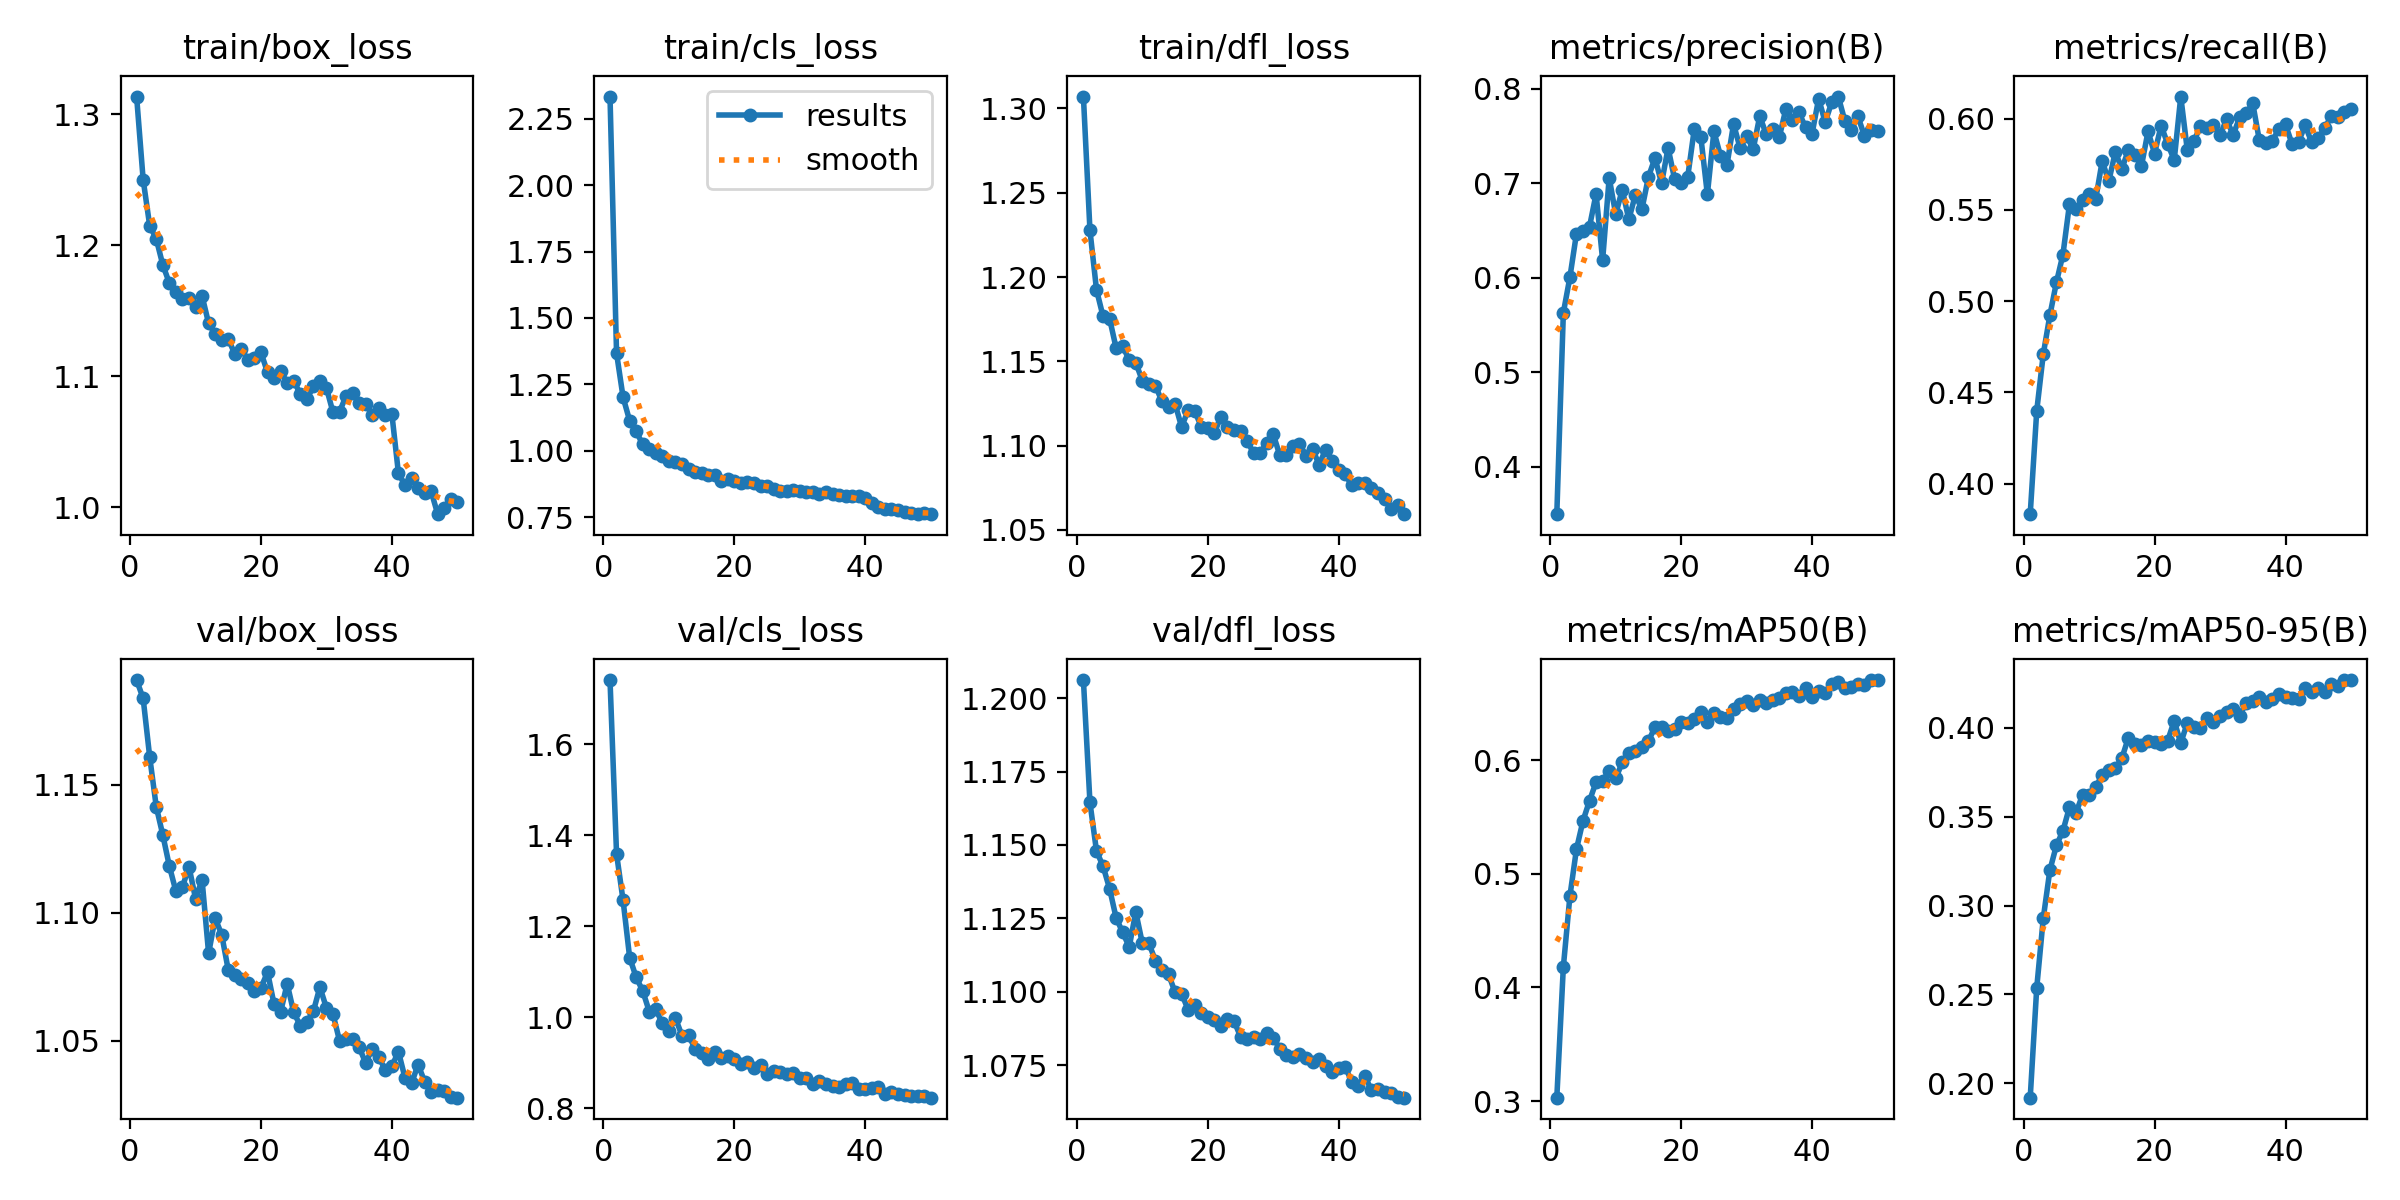 train/box_loss
1.3
1.2
1.1
1.0
0 20 40
train/cls_loss
results
smooth
2.25
2.00
1.75
1.50
1.25
1.00
0.75
0 20 40
train/dfl_loss
1.30
1.25
1.20
1.15
1.10
1.05
0 20 40
metrics/precision(B)
0.8
0.7
0.6
0.5
0.4
0 20 40
metrics/recall(B)
0.60
0.55
0.50
0.45
0.40
0 20 40
val/box_loss
1.15
1.10
1.05
0 20 40
val/cls_loss
1.6
1.4
1.2
1.0
0.8
0 20 40
val/dfl_loss
1.200
1.175
1.150
1.125
1.100
1.075
0 20 40
metrics/mAP50(B)
0.6
0.5
0.4
0.3
0 20 40
metrics/mAP50-95(B)
0.40
0.35
0.30
0.25
0.20
0 20 40